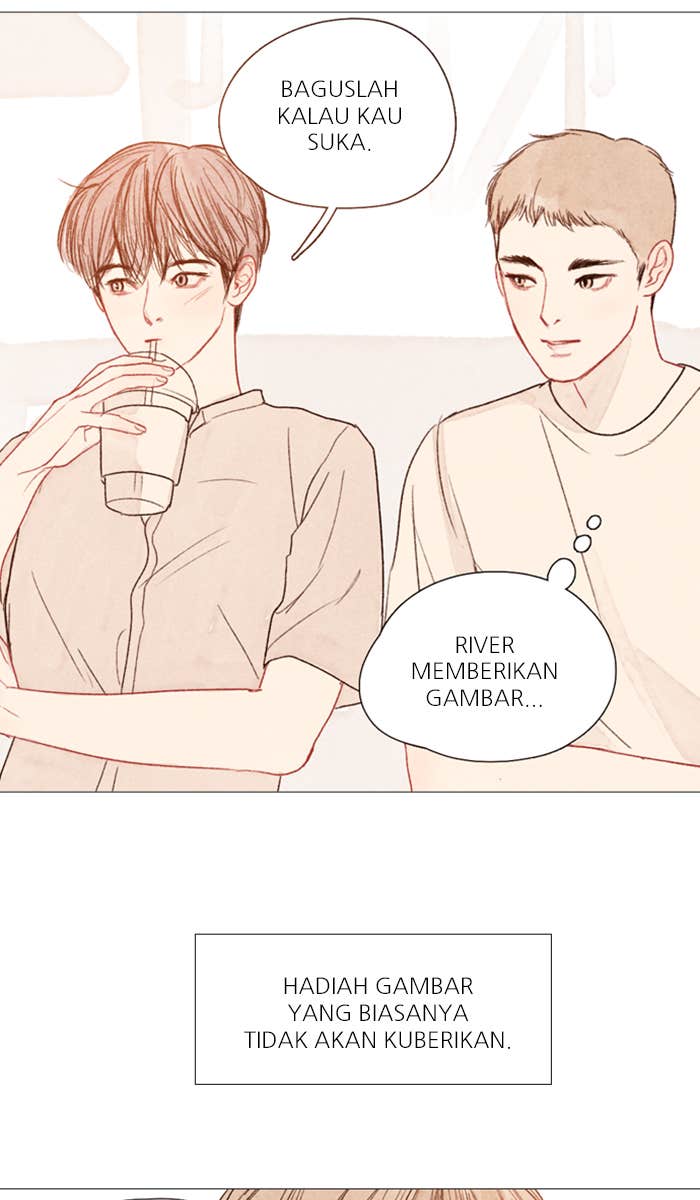 BAGUSLAH
KALAU KAU
SUKA.
RIVER
MEMBERIKAN
GAMBAR...
HADIAH GAMBAR
YANG BIASANYA
TIDAK AKAN KUBERIKAN.